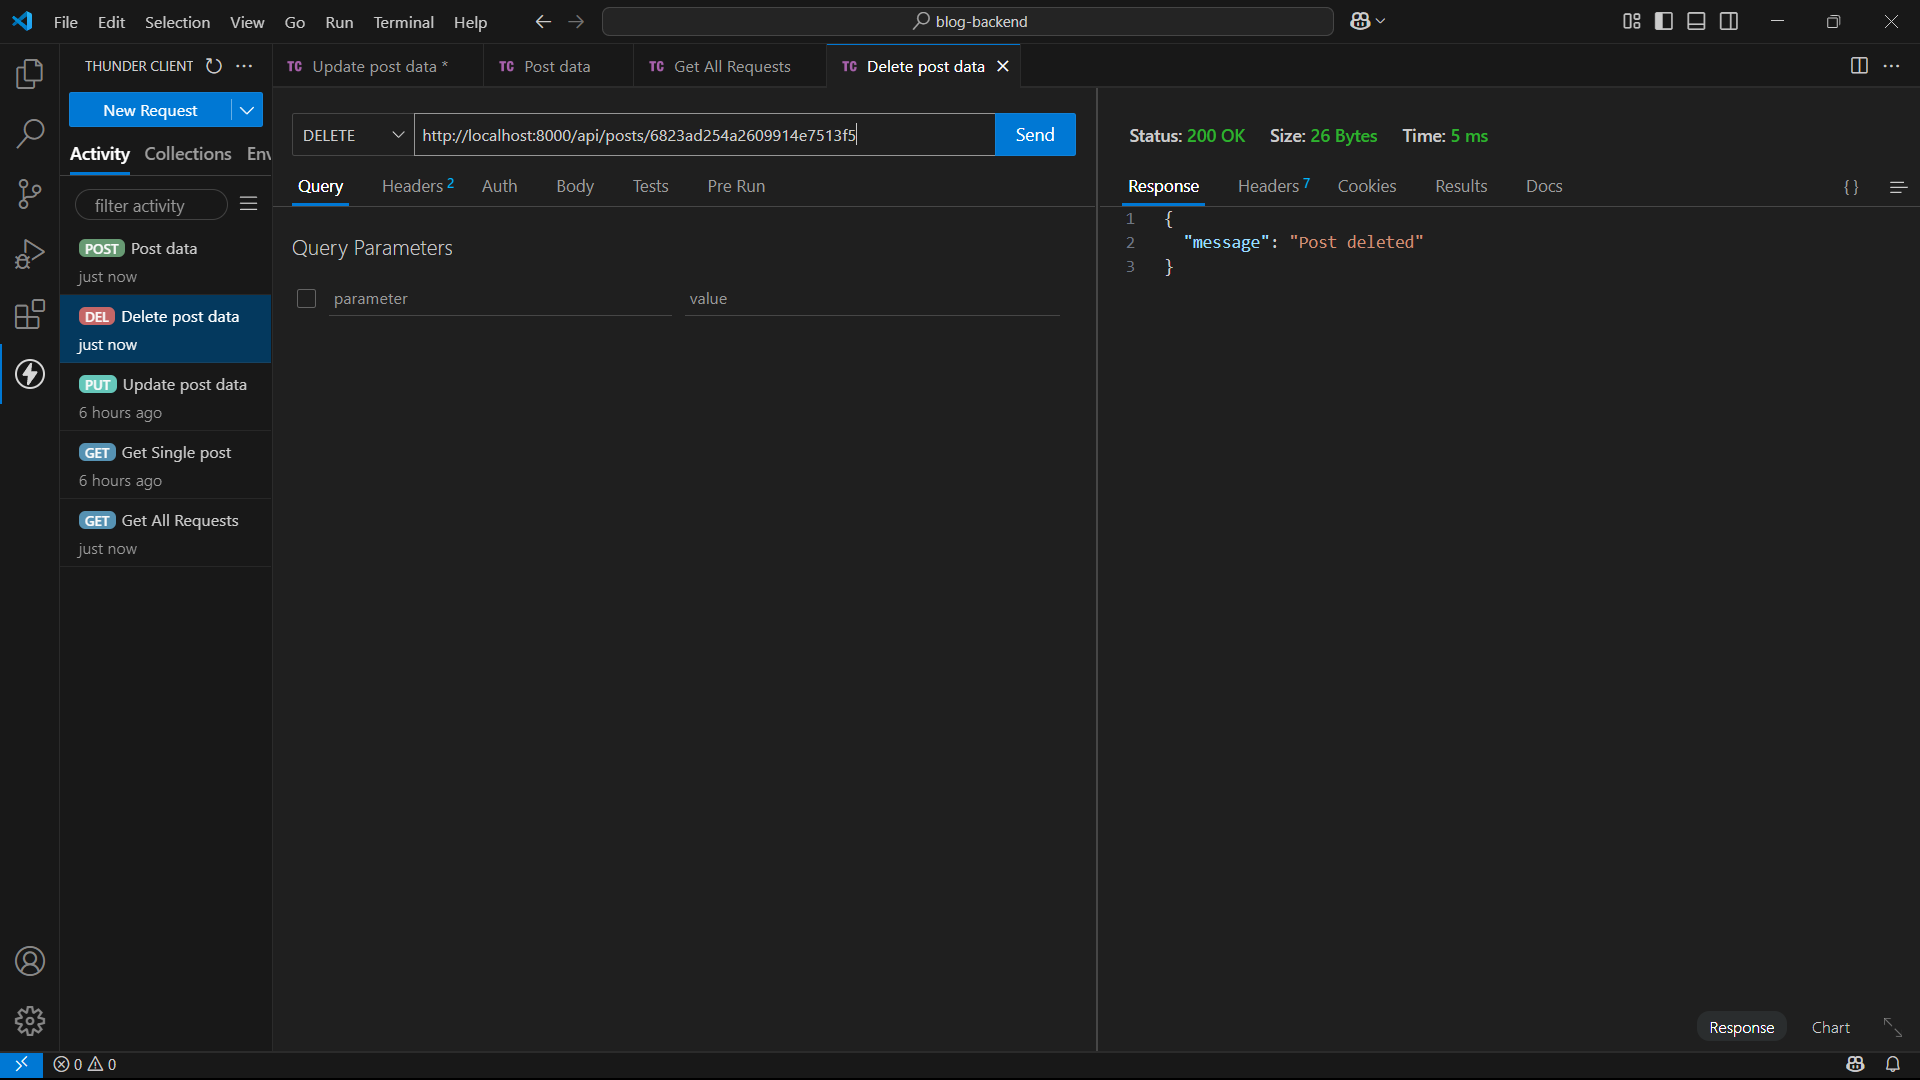 File Edit Selection View Go Run Terminal Help
blog-backend
THUNDER CLIENT
New Request
Activity Collections Env
filter activity
POST Post data
just now
DEL Delete post data
just now
PUT Update post data
6 hours ago
GET Get Single post
6 hours ago
GET Get All Requests
just now
TC Update post data *
TC Post data
TC Get All Requests
TC Delete post data
DELETE
http://localhost:8000/api/posts/6823ad254a2609914e7513f5
Send
Query Headers 2 Auth Body Tests Pre Run
Query Parameters
parameter value
Status: 200 OK Size: 26 Bytes Time: 5 ms
Response Headers 7 Cookies Results Docs
{ }
1 {
2 "message": "Post deleted"
3 }
Response Chart
0 0